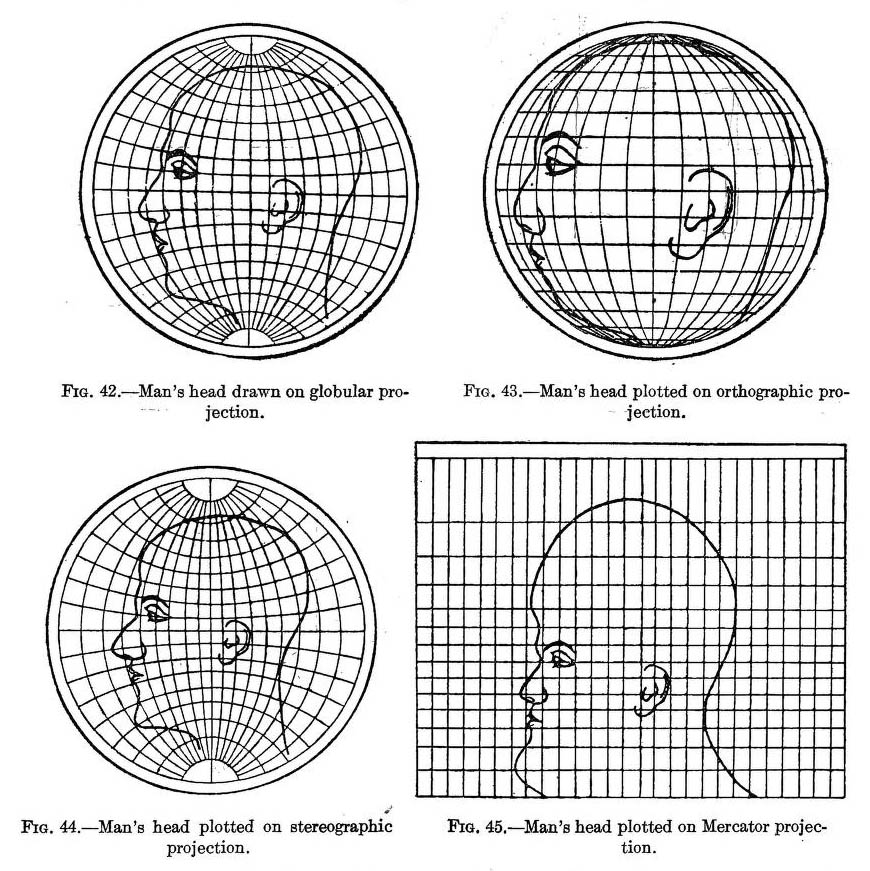 FIG. 42.—Man's head drawn on globular pro-
jection.
FIG. 43.—Man's head plotted on orthographic pro-
jection.
FIG. 44.—Man's head plotted on stereographic
projection.
FIG. 45.—Man's head plotted on Mercator projec-
tion.